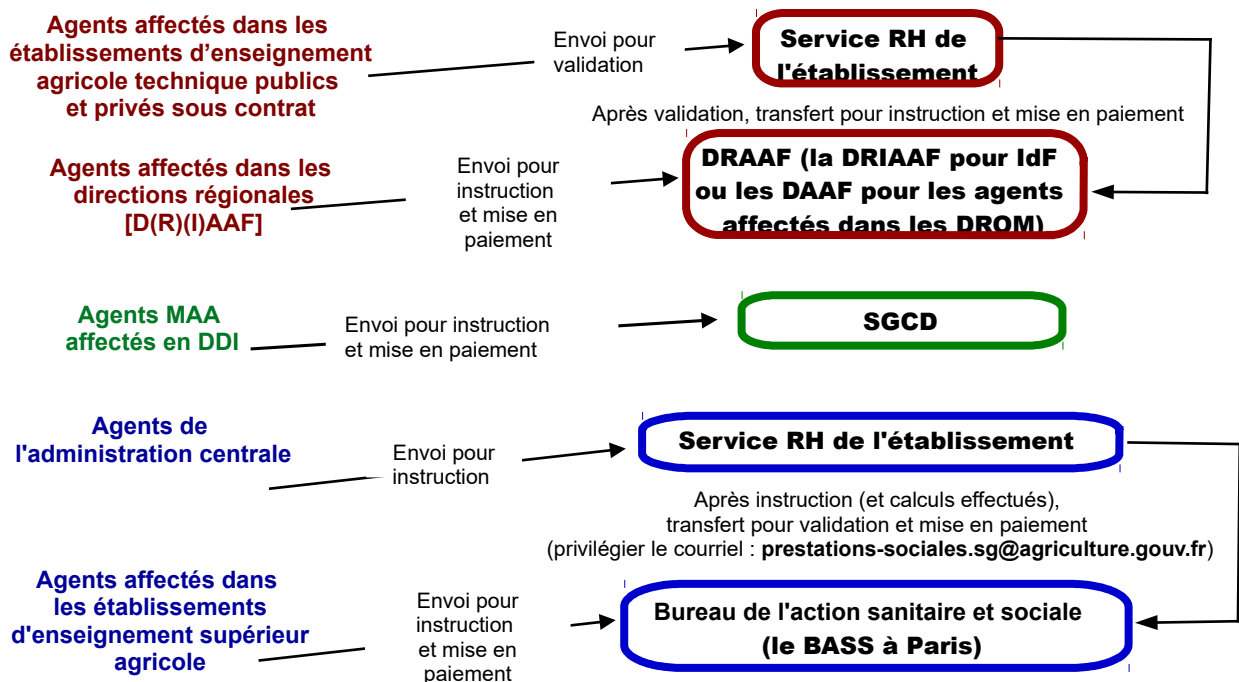 Agents affectés dans les
établissements d'enseignement
agricole technique publics
et privés sous contrat
Envoi pour
validation
Service RH de
l'établissement
Après validation, transfert pour instruction et mise en paiement
Agents affectés dans les
directions régionales
[D(R)(I)AAF]
Envoi pour
instruction
et mise en
paiement
DRAAF (la DRIAAF pour IdF
ou les DAAF pour les agents
affectés dans les DROM)
Agents MAA
affectés en DDI
Envoi pour instruction
et mise en paiement
SGCD
Agents de
l'administration centrale
Envoi pour
instruction
Service RH de l'établissement
Après instruction (et calculs effectués),
transfert pour validation et mise en paiement
(privilégier le courriel : prestations-sociales.sg@agriculture.gouv.fr)
Agents affectés dans
les établissements
d'enseignement supérieur
agricole
Envoi pour
instruction
et mise en
paiement
Bureau de l'action sanitaire et sociale
(le BASS à Paris)